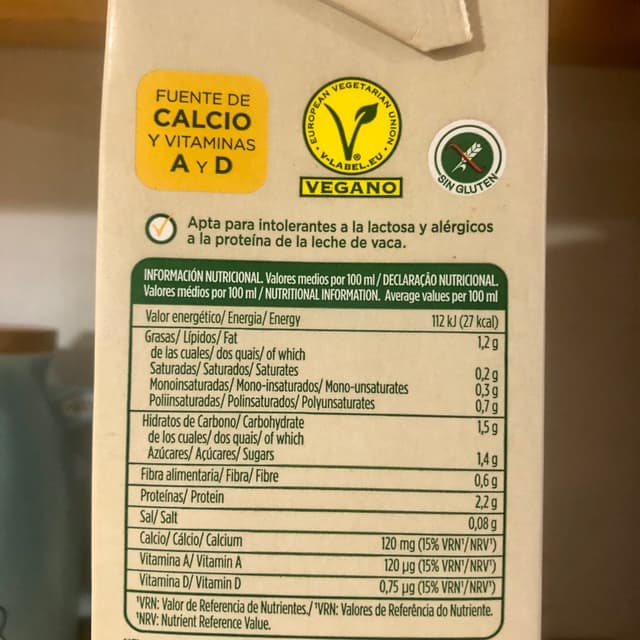 FUENTE DE
CALCIO
Y VITAMINAS
A Y D
EUROPEAN VEGETARIAN UNION
V-LABEL.EU
VEGANO
SIN GLUTEN
Apta para intolerantes a la lactosa y alérgicos
a la proteína de la leche de vaca.
INFORMACIÓN NUTRICIONAL. Valores medios por 100 ml / DECLARAÇÃO NUTRICIONAL.
Valores médios por 100 ml / NUTRITIONAL INFORMATION. Average values per 100 ml
Valor energético/ Energia/ Energy 112 kJ (27 kcal)
Grasas/ Lípidos/ Fat 1,2 g
de las cuales/ dos quais/ of which
Saturadas/ Saturados/ Saturates 0,2 g
Monoinsaturadas/ Mono-insaturados/ Mono-unsaturates 0,3 g
Poliinsaturadas/ Polinsaturados/ Polyunsaturates 0,7 g
Hidratos de Carbono/ Carbohydrate 1,5 g
de los cuales/ dos quais/ of which
Azúcares/ Açúcares/ Sugars 1,4 g
Fibra alimentaria/ Fibra/ Fibre 0,6 g
Proteínas/ Protein 2,2 g
Sal/ Salt 0,08 g
Calcio/ Cálcio/ Calcium 120 mg (15% VRN¹/NRV¹)
Vitamina A/ Vitamin A 120 µg (15% VRN¹/NRV¹)
Vitamina D/ Vitamin D 0,75 µg (15% VRN¹/NRV¹)
¹VRN: Valor de Referencia de Nutrientes./ ¹VRN: Valores de Referência do Nutriente.
¹NRV: Nutrient Reference Value.